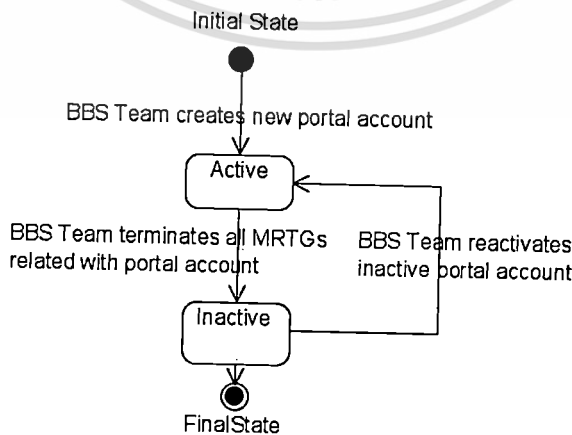 Initial State
BBS Team creates new portal account
Active
BBS Team terminates all MRTGs
related with portal account
BBS Team reactivates
inactive portal account
Inactive
FinalState